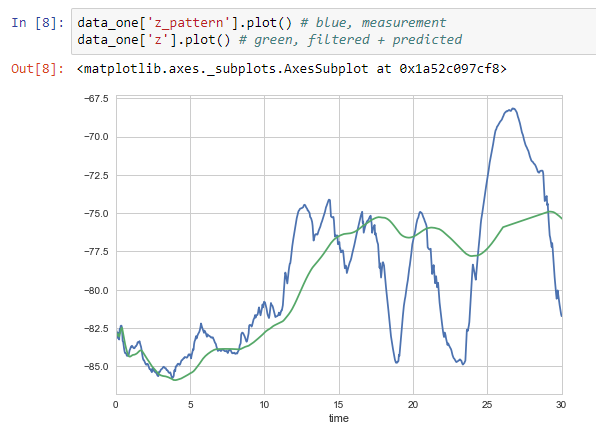 In [8]: data_one['z_pattern'].plot() # blue, measurement
data_one['z'].plot() # green, filtered + predicted
Out[8]: <matplotlib.axes._subplots.AxesSubplot at 0x1a52c097cf8>
−67.5
−70.0
−72.5
−75.0
−77.5
−80.0
−82.5
−85.0
0 5 10 15 20 25 30
time